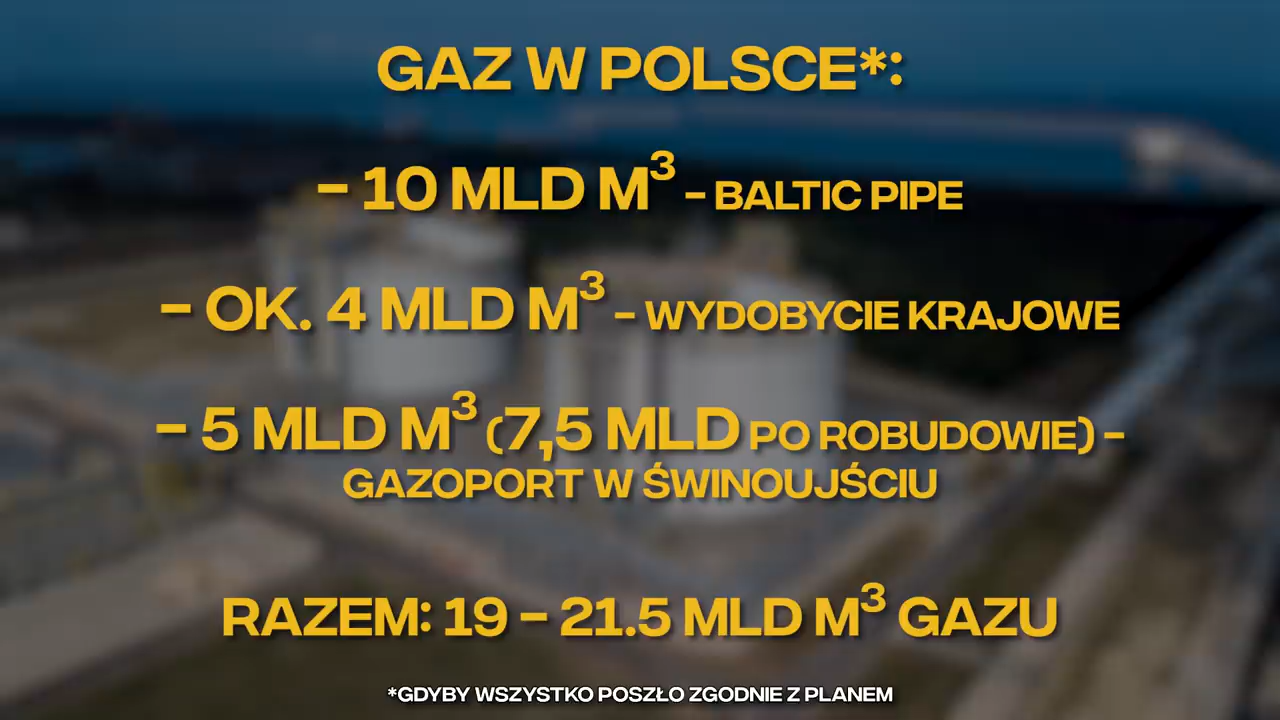 GAZ W POLSCE*:
- 10 MLD M³ - BALTIC PIPE
- OK. 4 MLD M³ - WYDOBYCIE KRAJOWE
- 5 MLD M³ (7,5 MLD PO ROBUDOWIE) -
GAZOPORT W ŚWINOUJŚCIU
RAZEM: 19 - 21.5 MLD M³ GAZU
*GDYBY WSZYSTKO POSZŁO ZGODNIE Z PLANEM